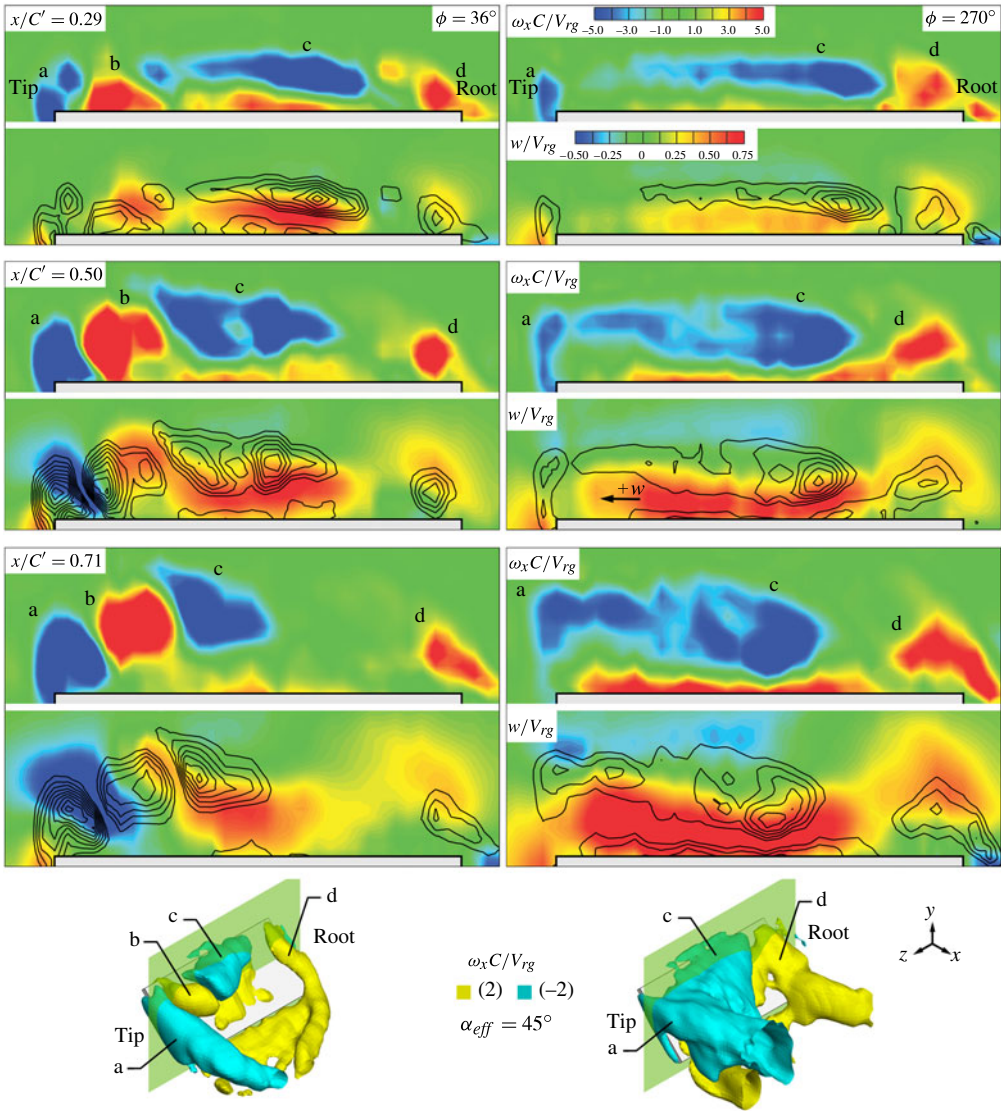 x/C′ = 0.29
ϕ = 36°
a
b
c
d
Tip
Root
ωₓC/Vrg
−5.0 −3.0 −1.0 1.0 3.0 5.0
ϕ = 270°
c
d
Tip
a
Root
w/Vrg
−0.50 −0.25 0 0.25 0.50 0.75
x/C′ = 0.50
a
b
c
d
ωₓC/Vrg
a
c
d
w/Vrg
+w
x/C′ = 0.71
a
b
c
d
ωₓC/Vrg
a
c
d
w/Vrg
c
d
b
Root
Tip
a
ωₓC/Vrg
(2) (−2)
αeff = 45°
c
d
Root
Tip
a
y
z
x